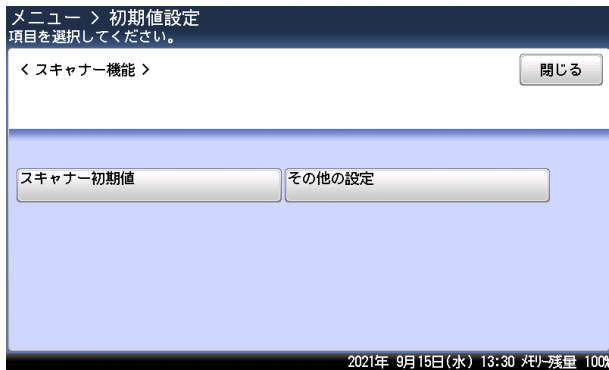 メニュー > 初期値設定
項目を選択してください。
< スキャナー機能 >
閉じる
スキャナー初期値
その他の設定
2021年 9月15日(水) 13:30 ﾒﾓﾘｰ残量 100%